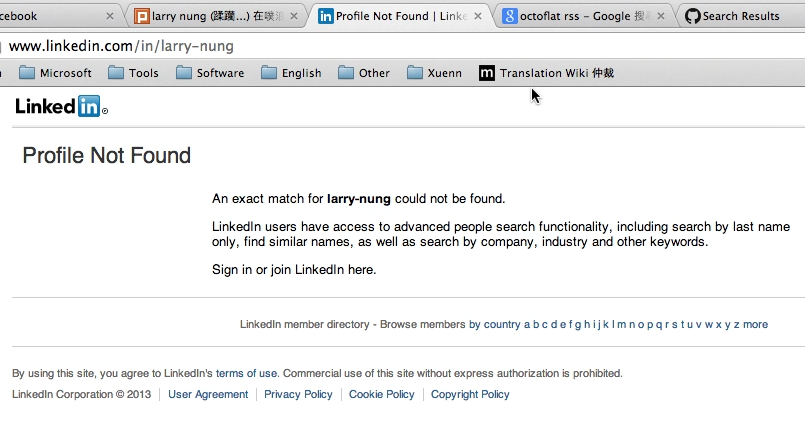 cebook
larry nung (蹂躪...) 在噗浪
Profile Not Found | Linke
octoflat rss - Google 搜尋
Search Results
www.linkedin.com/in/larry-nung
Microsoft
Tools
Software
English
Other
Xuenn
Translation Wiki 仲裁
Linked in
Profile Not Found
An exact match for larry-nung could not be found.
LinkedIn users have access to advanced people search functionality, including search by last name
only, find similar names, as well as search by company, industry and other keywords.
Sign in or join LinkedIn here.
LinkedIn member directory - Browse members by country a b c d e f g h i j k l m n o p q r s t u v w x y z more
By using this site, you agree to LinkedIn's terms of use. Commercial use of this site without express authorization is prohibited.
LinkedIn Corporation © 2013 | User Agreement | Privacy Policy | Cookie Policy | Copyright Policy